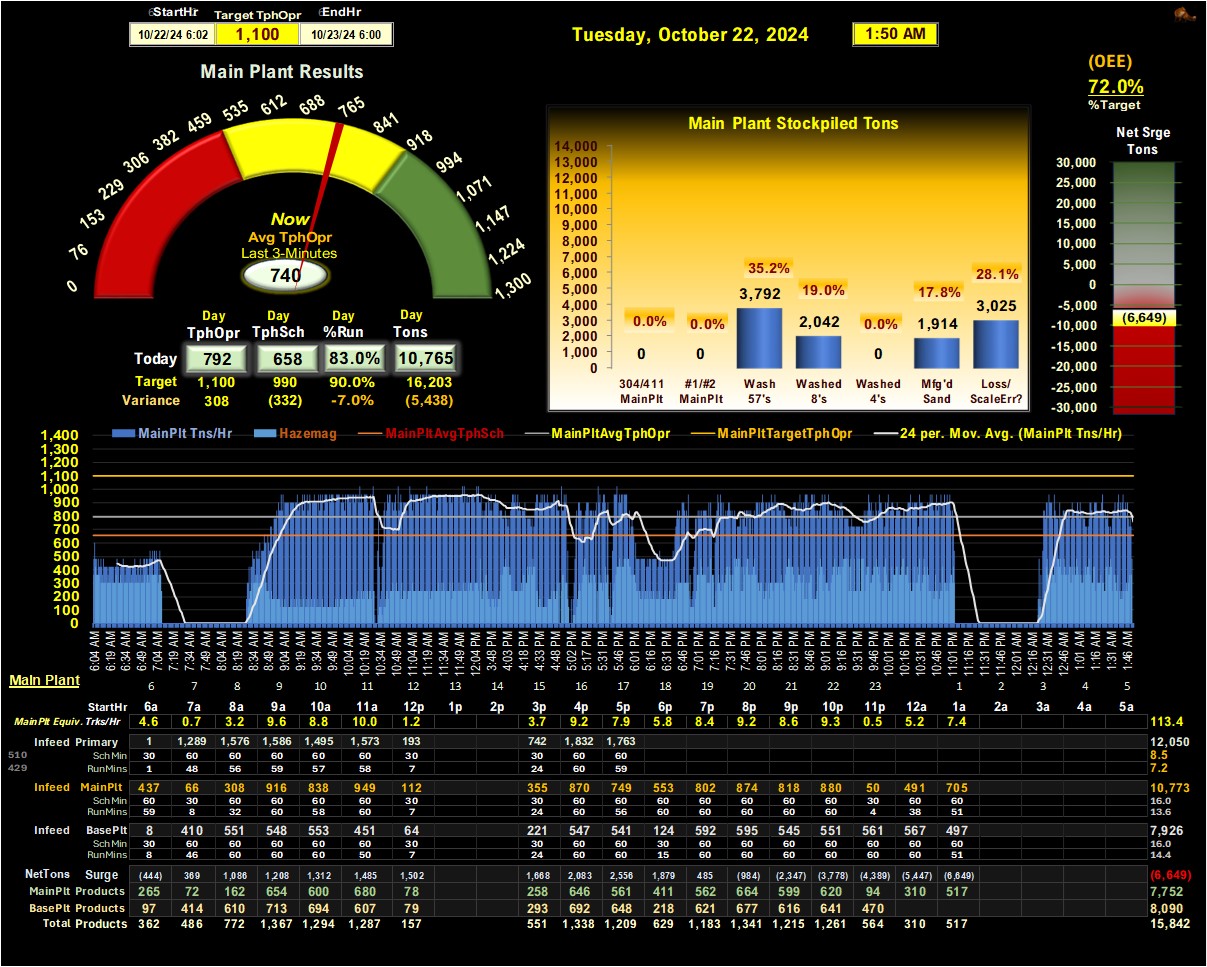 StartHr Target TphOpr EndHr
10/22/24 6:02 1,100 10/23/24 6:00
Tuesday, October 22, 2024 1:50 AM
(OEE)
72.0%
%Target
Main Plant Results
0 76 153 229 306 382 459 535 612 688 765 841 918 994 1,071 1,147 1,224 1,300
Now
Avg TphOpr
Last 3-Minutes
740
Day Day Day Day
TphOpr TphSch %Run Tons
Today 792 658 83.0% 10,765
Target 1,100 990 90.0% 16,203
Variance 308 (332) -7.0% (5,438)
Main Plant Stockpiled Tons
14,000
13,000
12,000
11,000
10,000
9,000
8,000
7,000
6,000
5,000
4,000
3,000
2,000
1,000
0
0.0% 0.0% 35.2% 19.0% 0.0% 17.8% 28.1%
0 0 3,792 2,042 0 1,914 3,025
304/411 #1/#2 Wash Washed Washed Mfg'd Loss/
MainPlt MainPlt 57's 8's 4's Sand ScaleErr?
Net Srge
Tons
30,000
25,000
20,000
15,000
10,000
5,000
0
-5,000
-10,000
-15,000
-20,000
-25,000
-30,000
(6,649)
MainPlt Tns/Hr Hazemag MainPltAvgTphSch MainPltAvgTphOpr MainPltTargetTphOpr 24 per. Mov. Avg. (MainPlt Tns/Hr)
1,400
1,300
1,200
1,100
1,000
900
800
700
600
500
400
300
200
100
0
6:04 AM 6:19 AM 6:34 AM 6:49 AM 7:04 AM 7:19 AM 7:34 AM 7:49 AM 8:04 AM 8:19 AM 8:34 AM 8:49 AM 9:04 AM 9:19 AM 9:34 AM 9:49 AM 10:04 AM 10:19 AM 10:34 AM 10:49 AM 11:04 AM 11:19 AM 11:34 AM 11:49 AM 12:04 PM 3:48 PM 4:03 PM 4:18 PM 4:33 PM 4:48 PM 5:02 PM 5:16 PM 5:31 PM 5:46 PM 6:01 PM 6:16 PM 6:31 PM 6:46 PM 7:01 PM 7:16 PM 7:31 PM 7:46 PM 8:01 PM 8:16 PM 8:31 PM 8:46 PM 9:01 PM 9:16 PM 9:31 PM 9:46 PM 10:01 PM 10:16 PM 10:31 PM 10:46 PM 11:01 PM 11:16 PM 11:31 PM 11:46 PM 12:01 AM 12:16 AM 12:31 AM 12:46 AM 1:01 AM 1:16 AM 1:31 AM 1:46 AM
Main Plant 6 7 8 9 10 11 12 13 14 15 16 17 18 19 20 21 22 23 1 2 3 4 5
StartHr 6a 7a 8a 9a 10a 11a 12p 1p 2p 3p 4p 5p 6p 7p 8p 9p 10p 11p 12a 1a 2a 3a 4a 5a
MainPlt Equiv. Trks/Hr 4.6 0.7 3.2 9.6 8.8 10.0 1.2 3.7 9.2 7.9 5.8 8.4 9.2 8.6 9.3 0.5 5.2 7.4 113.4
Infeed Primary 1 1,289 1,576 1,586 1,495 1,573 193 742 1,832 1,763 12,050
510 Sch Min 30 60 60 60 60 60 30 30 60 60 8.5
429 RunMins 1 48 56 59 57 58 7 24 60 59 7.2
Infeed MainPlt 437 66 308 916 838 949 112 355 870 749 553 802 874 818 880 50 491 705 10,773
Sch Min 60 30 60 60 60 60 30 30 60 60 60 60 60 60 60 30 60 60 16.0
RunMins 59 8 32 60 58 60 7 24 60 56 60 60 60 60 60 4 38 51 13.6
Infeed BasePlt 8 410 551 548 553 451 64 221 547 541 124 592 595 545 551 561 567 497 7,926
Sch Min 30 60 60 60 60 60 30 30 60 60 30 60 60 60 60 60 60 60 16.0
RunMins 8 46 60 60 60 50 7 24 60 60 15 60 60 60 60 60 60 51 14.4
NetTons Surge (444) 369 1,086 1,208 1,312 1,485 1,502 1,668 2,083 2,556 1,879 485 (984) (2,347) (3,778) (4,389) (5,447) (6,649) (6,649)
MainPlt Products 265 72 162 654 600 680 78 258 646 561 411 562 664 599 620 94 310 517 7,752
BasePlt Products 97 414 610 713 694 607 79 293 692 648 218 621 677 616 641 470 8,090
Total Products 362 486 772 1,367 1,294 1,287 157 551 1,338 1,209 629 1,183 1,341 1,215 1,261 564 310 517 15,842